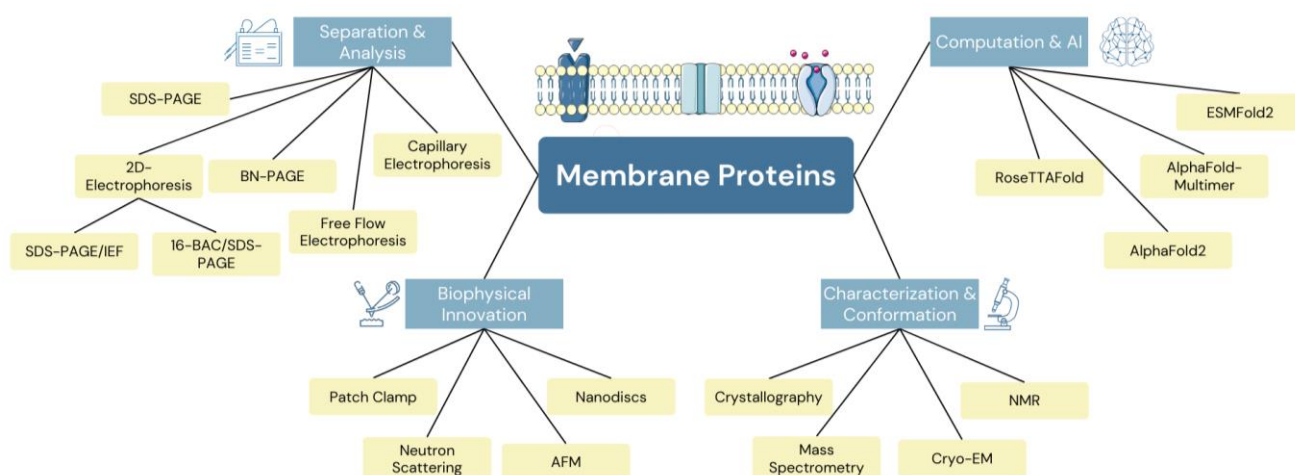 Separation &
Analysis
Computation & AI
SDS-PAGE
Capillary
Electrophoresis
2D-
Electrophoresis
BN-PAGE
Free Flow
Electrophoresis
SDS-PAGE/IEF
16-BAC/SDS-
PAGE
Membrane Proteins
ESMFold2
RoseTTAFold
AlphaFold-
Multimer
AlphaFold2
Biophysical
Innovation
Characterization &
Conformation
Patch Clamp
Nanodiscs
Neutron
Scattering
AFM
Crystallography
NMR
Mass
Spectrometry
Cryo-EM